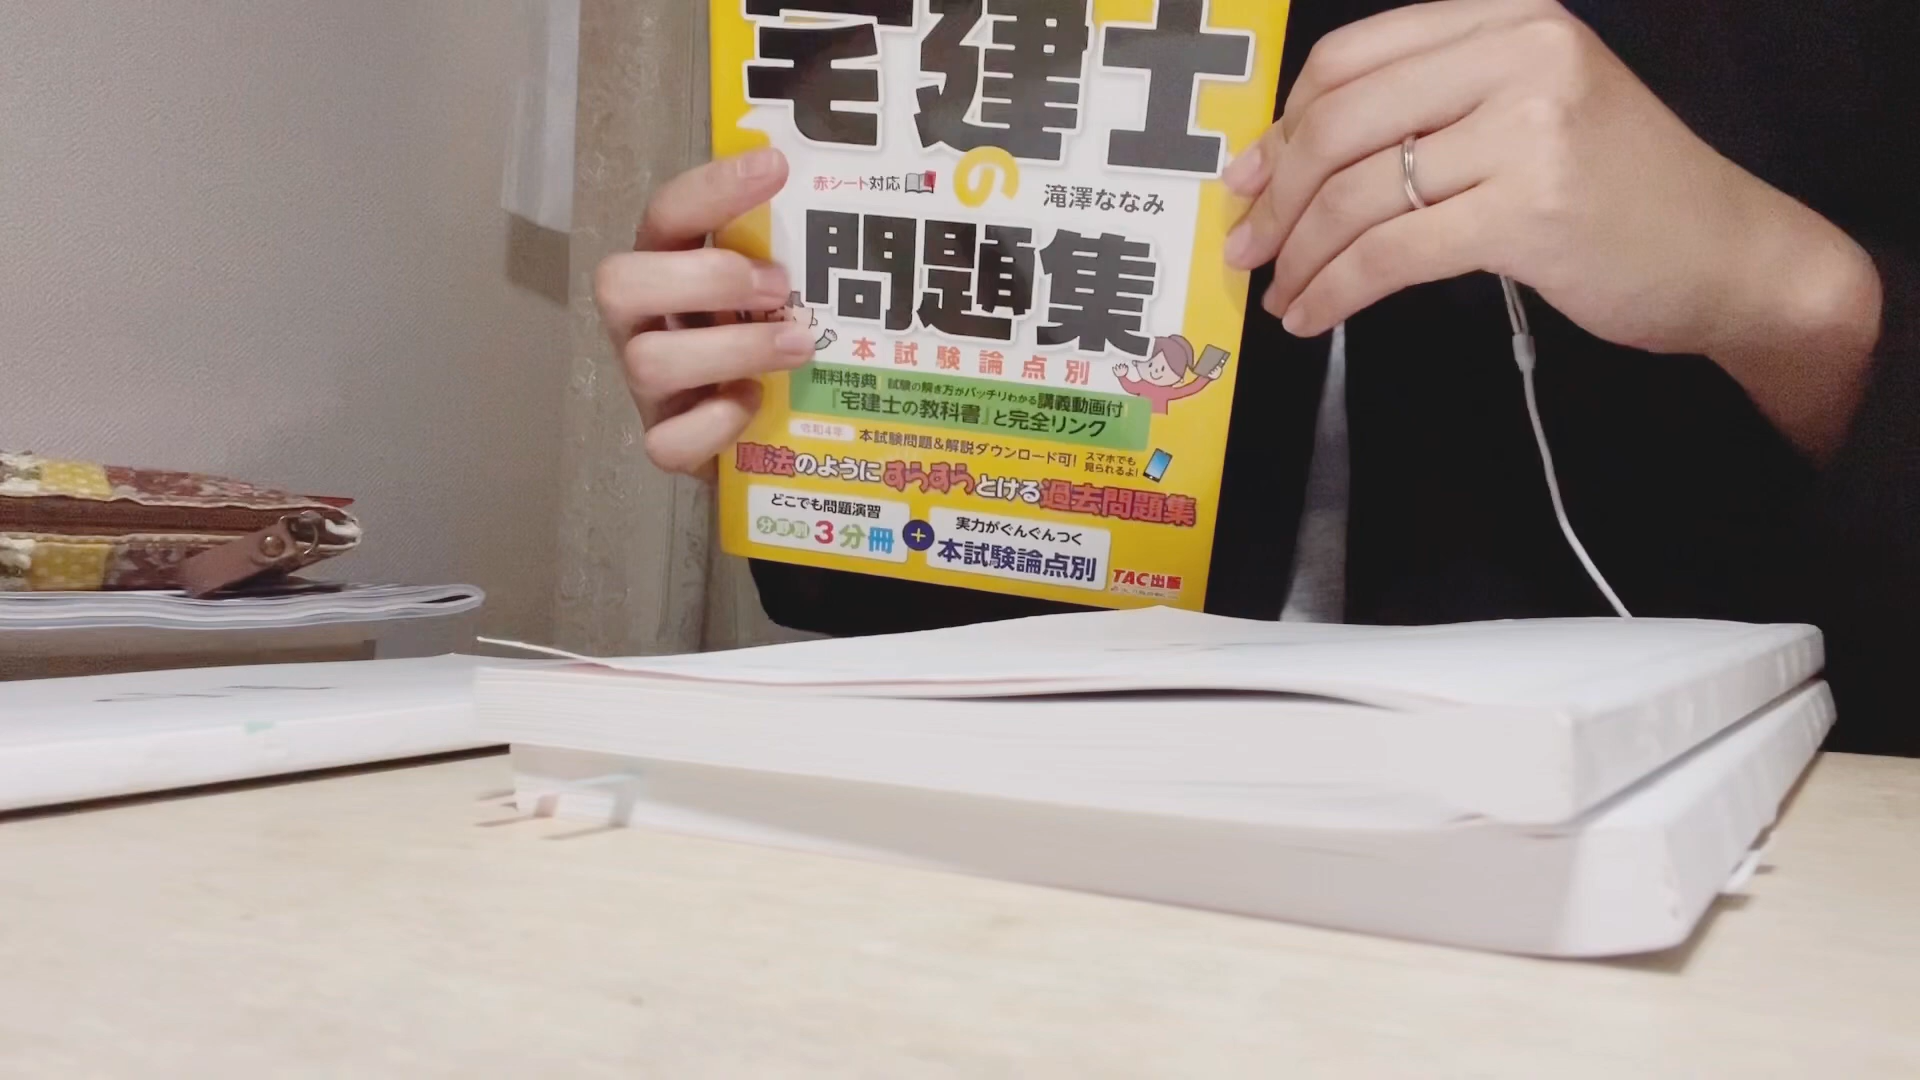 宅建士
の
赤シート対応
滝澤ななみ
問題集
本試験論点別
無料特典 試験の解き方がバッチリわかる講義動画付
『宅建士の教科書』と完全リンク
令和4年 本試験問題&解説ダウンロード可! スマホでも見られるよ!
魔法のようにすらすらとける過去問題集
どこでも問題演習
分野別3分冊
+
実力がぐんぐんつく
本試験論点別
TAC出版